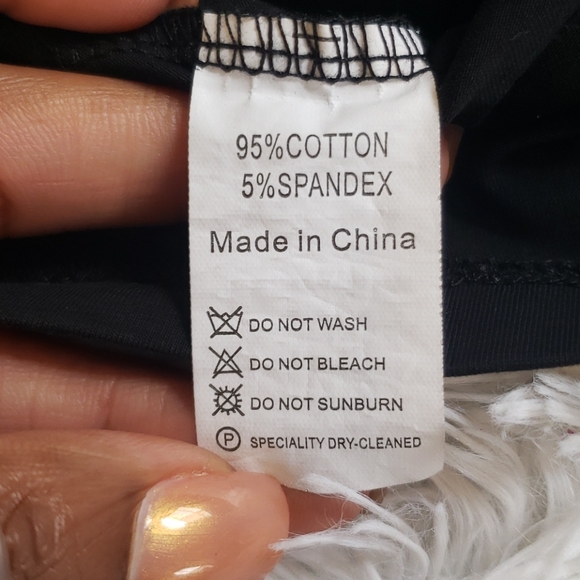 95%COTTON
5%SPANDEX
Made in China
DO NOT WASH
DO NOT BLEACH
DO NOT SUNBURN
P SPECIALITY DRY-CLEANED